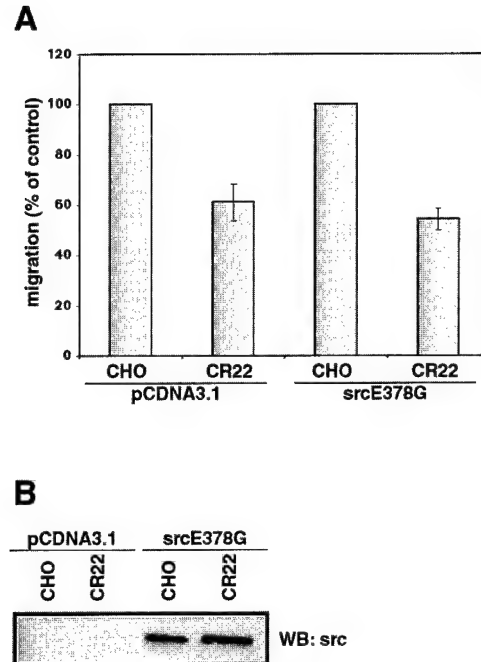 A
120
100
80
60
40
20
0
migration (% of control)
CHO CR22 CHO CR22
pCDNA3.1 srcE378G
B
pCDNA3.1 srcE378G
CHO CR22 CHO CR22
WB: src